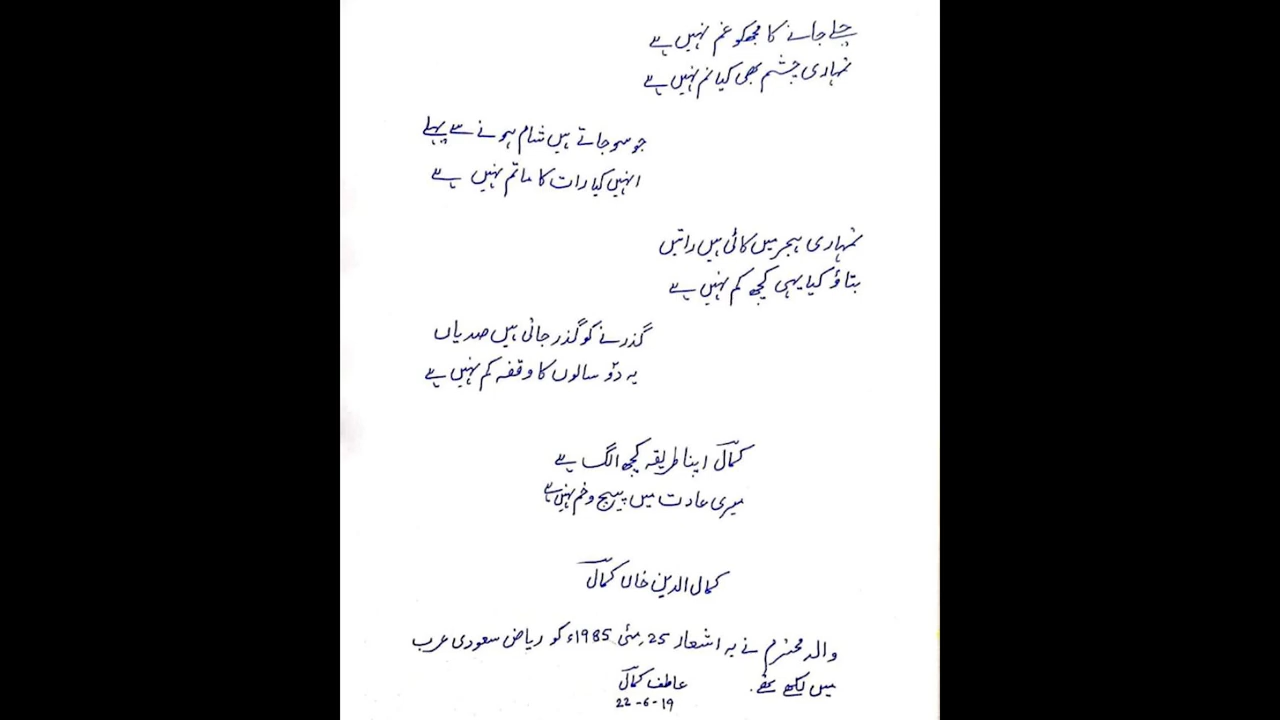 چلے جانے کا مجھکو غم نہیں ہے
تمہاری چشم بھی کیا نم نہیں ہے
جو سو جاتے ہیں شام ہونے سے پہلے
انہیں کیا رات کا ماتم نہیں ہے
تمہاری ہجر میں کاٹی ہیں راتیں
بتاؤ کیا یہی کچھ کم نہیں ہے
گذرنے کو گذر جاتی ہیں صدیاں
یہ دو سالوں کا وقفہ کم نہیں ہے
کمال اپنا طریقہ کچھ الگ ہے
میری عادت میں پیچ و خم نہیں ہے
کمال الدین خاں کمال
والد محترم نے یہ اشعار 25 مئی 1985ء کو ریاض سعودی عرب
میں لکھے تھے۔ عاطف کمال
22-6-19